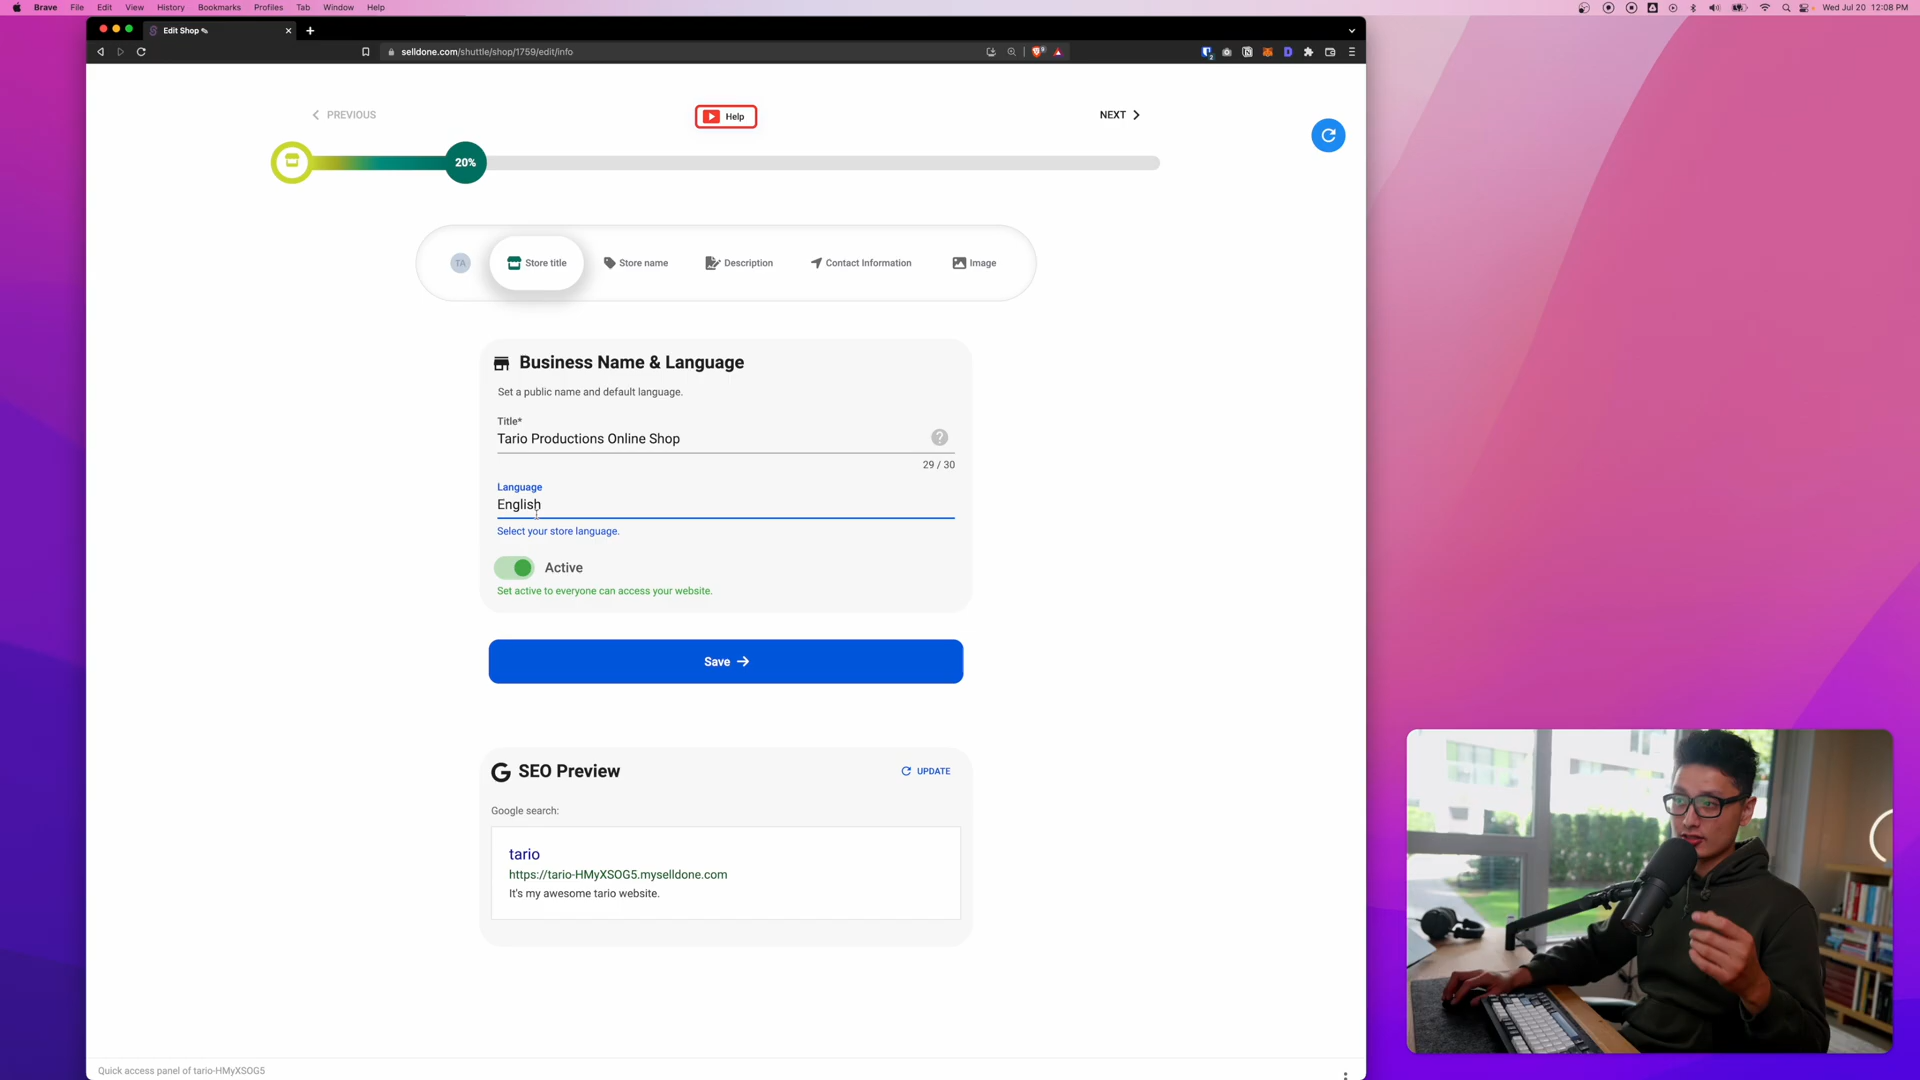 Brave File Edit View History Bookmarks Profiles Tab Window Help Wed Jul 20 12:08 PM
Edit Shop
selldone.com/shuttle/shop/1759/edit/info
PREVIOUS
Help
NEXT
20%
TA
Store title
Store name
Description
Contact Information
Image
Business Name & Language
Set a public name and default language.
Title*
Tario Productions Online Shop
29 / 30
Language
English
Select your store language.
Active
Set active to everyone can access your website.
Save
SEO Preview
UPDATE
Google search:
tario
https://tario-HMyXSOG5.myselldone.com
It's my awesome tario website.
Quick access panel of tario-HMyXSOG5